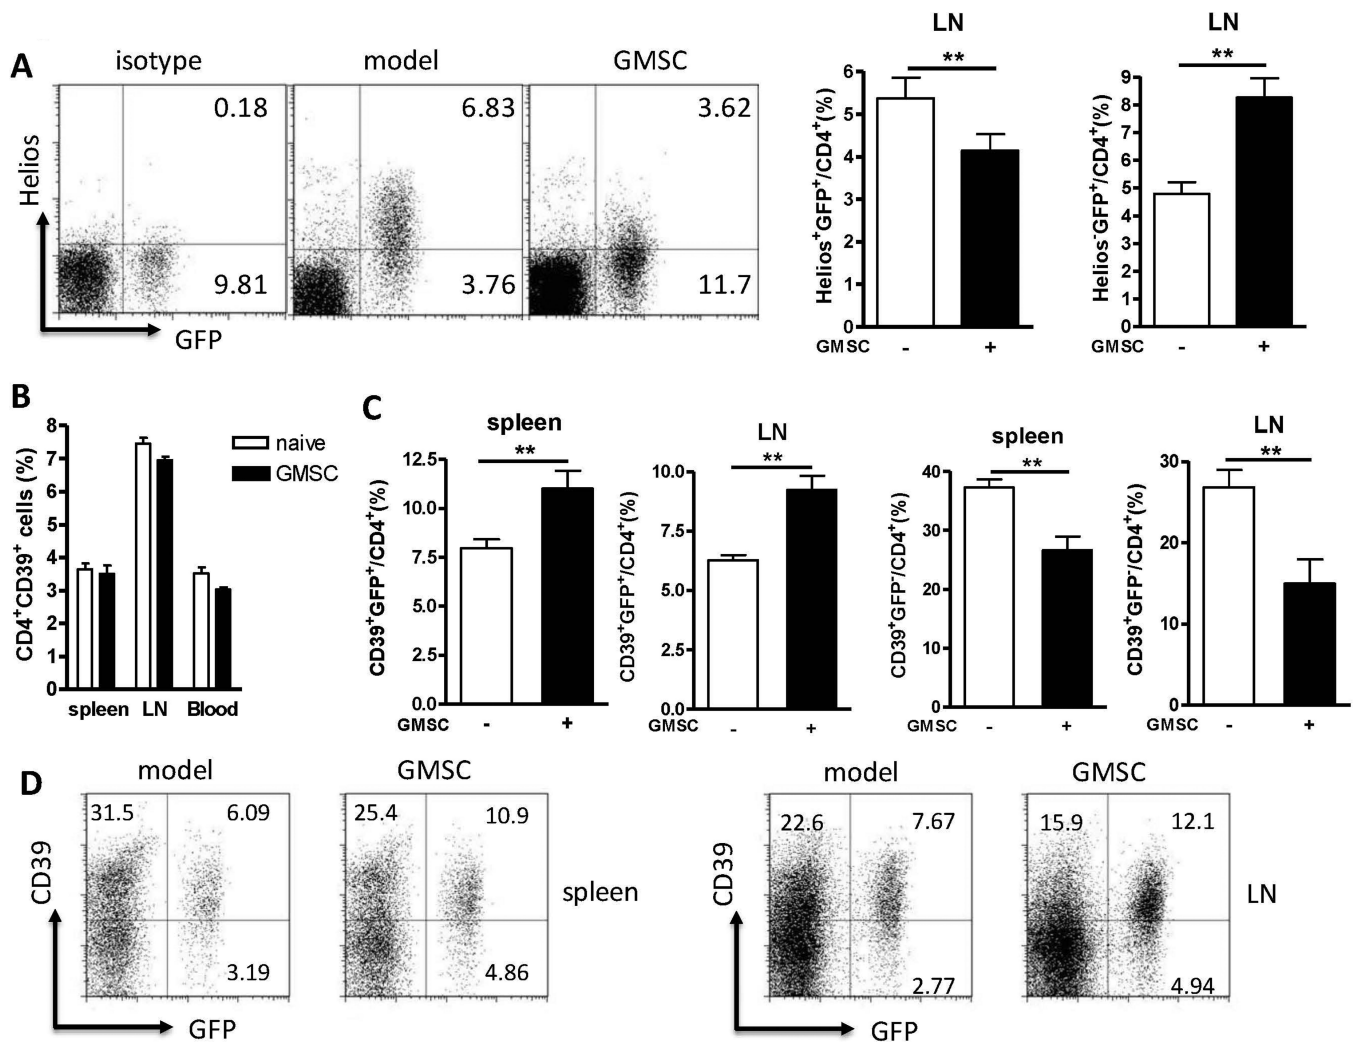 A
isotype
model
GMSC
0.18
6.83
3.62
9.81
3.76
11.7
Helios
GFP
LN
**
Helios⁺GFP⁺/CD4⁺(%)
6
5
4
3
2
1
0
GMSC - +
LN
**
Helios⁻GFP⁺/CD4⁺(%)
9
8
7
6
5
4
3
2
1
0
GMSC - +
B
CD4⁺CD39⁺ cells (%)
8
7
6
5
4
3
2
1
0
spleen LN Blood
naive
GMSC
C
spleen
**
CD39⁺GFP⁺/CD4⁺(%)
12.5
10.0
7.5
5.0
2.5
0.0
GMSC - +
LN
**
CD39⁺GFP⁺/CD4⁺(%)
10.0
7.5
5.0
2.5
0.0
GMSC - +
spleen
**
CD39⁺GFP⁻/CD4⁺(%)
40
30
20
10
0
GMSC - +
LN
**
CD39⁺GFP⁻/CD4⁺(%)
30
20
10
0
GMSC - +
D
model
GMSC
31.5 6.09
3.19
25.4 10.9
4.86
spleen
CD39
GFP
model
GMSC
22.6 7.67
2.77
15.9 12.1
4.94
LN
CD39
GFP